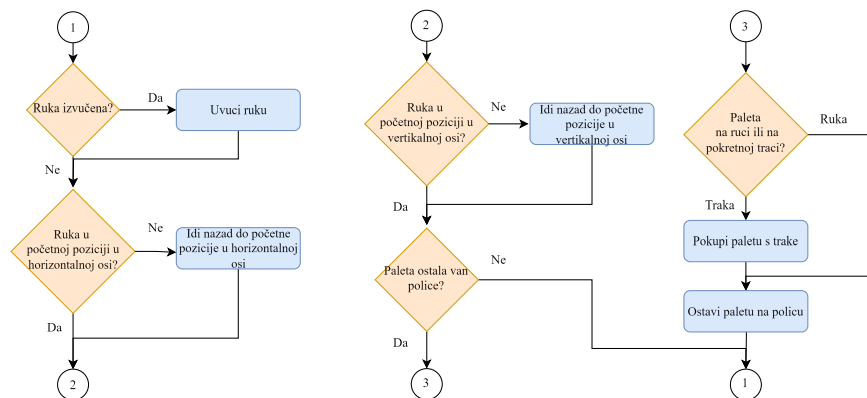 1
Ruka izvučena?
Da
Uvuci ruku
Ne
Ruka u
početnoj poziciji u
horizontalnoj osi?
Ne
Idi nazad do početne
pozicije u horizontalnoj
osi
Da
2
2
Ruka u
početnoj poziciji u
vertikalnoj osi?
Ne
Idi nazad do početne
pozicije u
vertikalnoj osi
Da
Paleta ostala van
police?
Ne
Da
3
3
Paleta
na ruci ili na
pokretnoj traci?
Ruka
Traka
Pokupi paletu s trake
Ostavi paletu na policu
1